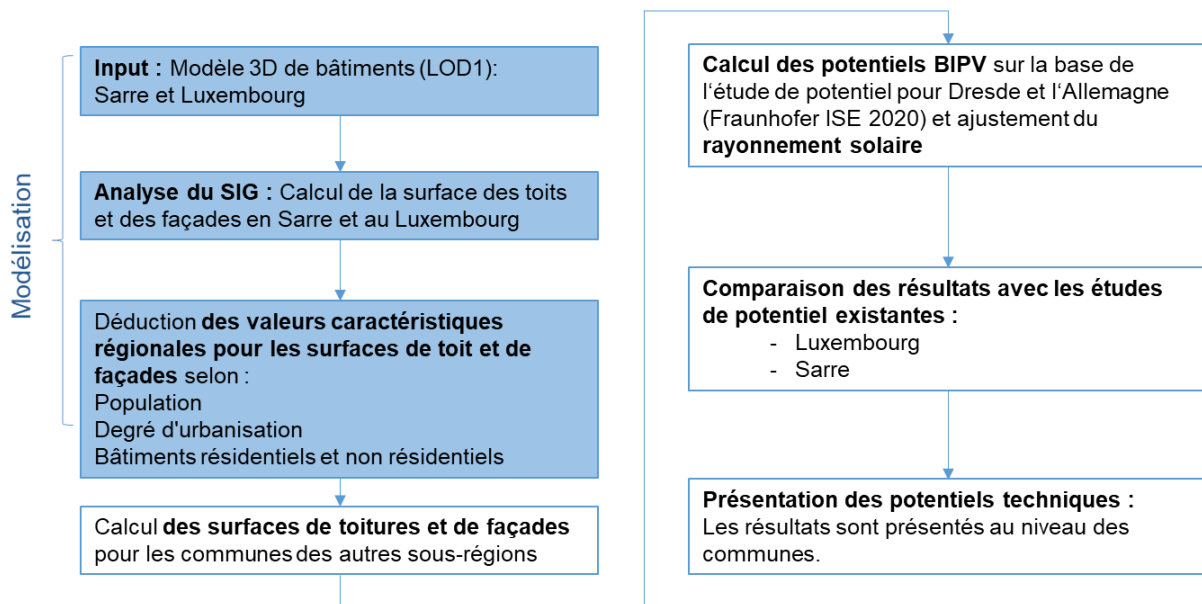 Modélisation
Input : Modèle 3D de bâtiments (LOD1):
Sarre et Luxembourg
Analyse du SIG : Calcul de la surface des toits
et des façades en Sarre et au Luxembourg
Déduction des valeurs caractéristiques
régionales pour les surfaces de toit et de
façades selon :
Population
Degré d'urbanisation
Bâtiments résidentiels et non résidentiels
Calcul des surfaces de toitures et de façades
pour les communes des autres sous-régions
Calcul des potentiels BIPV sur la base de
l‘étude de potentiel pour Dresde et l‘Allemagne
(Fraunhofer ISE 2020) et ajustement du
rayonnement solaire
Comparaison des résultats avec les études
de potentiel existantes :
- Luxembourg
- Sarre
Présentation des potentiels techniques :
Les résultats sont présentés au niveau des
communes.